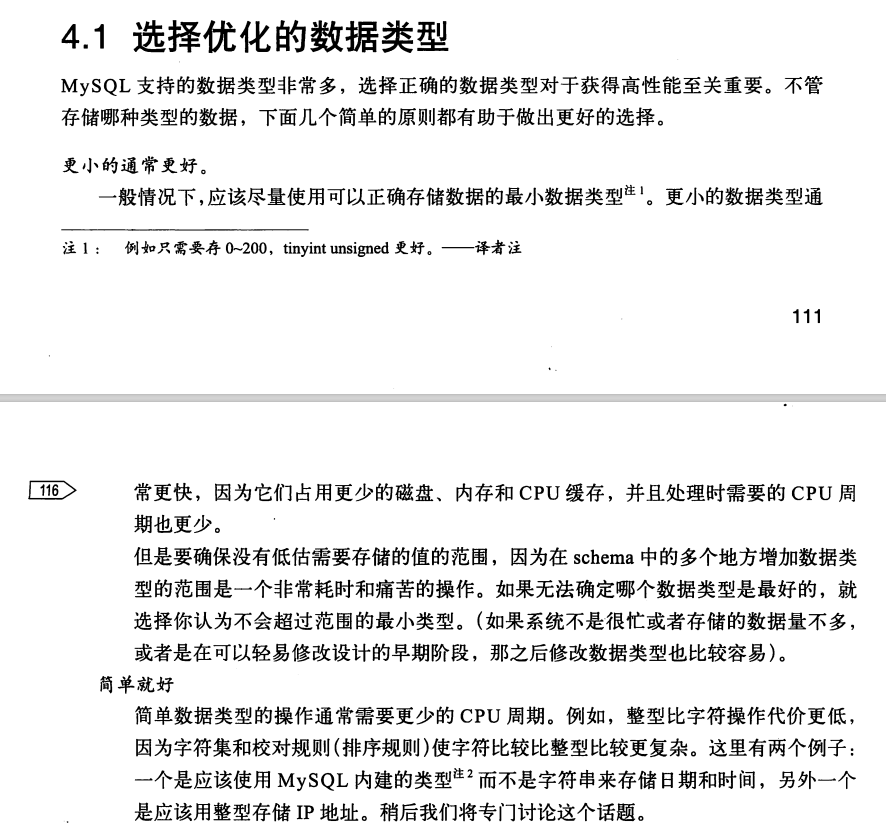 4.1 选择优化的数据类型
MySQL 支持的数据类型非常多，选择正确的数据类型对于获得高性能至关重要。不管
存储哪种类型的数据，下面几个简单的原则都有助于做出更好的选择。
更小的通常更好。
一般情况下，应该尽量使用可以正确存储数据的最小数据类型注1。更小的数据类型通
注 1： 例如只需要存 0~200，tinyint unsigned 更好。——译者注
111
116
常更快，因为它们占用更少的磁盘、内存和 CPU 缓存，并且处理时需要的 CPU 周
期也更少。
但是要确保没有低估需要存储的值的范围，因为在 schema 中的多个地方增加数据类
型的范围是一个非常耗时和痛苦的操作。如果无法确定哪个数据类型是最好的，就
选择你认为不会超过范围的最小类型。（如果系统不是很忙或者存储的数据量不多，
或者是在可以轻易修改设计的早期阶段，那之后修改数据类型也比较容易）。
简单就好
简单数据类型的操作通常需要更少的 CPU 周期。例如，整型比字符操作代价更低，
因为字符集和校对规则（排序规则）使字符比较比整型比较更复杂。这里有两个例子：
一个是应该使用 MySQL 内建的类型注2 而不是字符串来存储日期和时间，另外一个
是应该用整型存储 IP 地址。稍后我们将专门讨论这个话题。